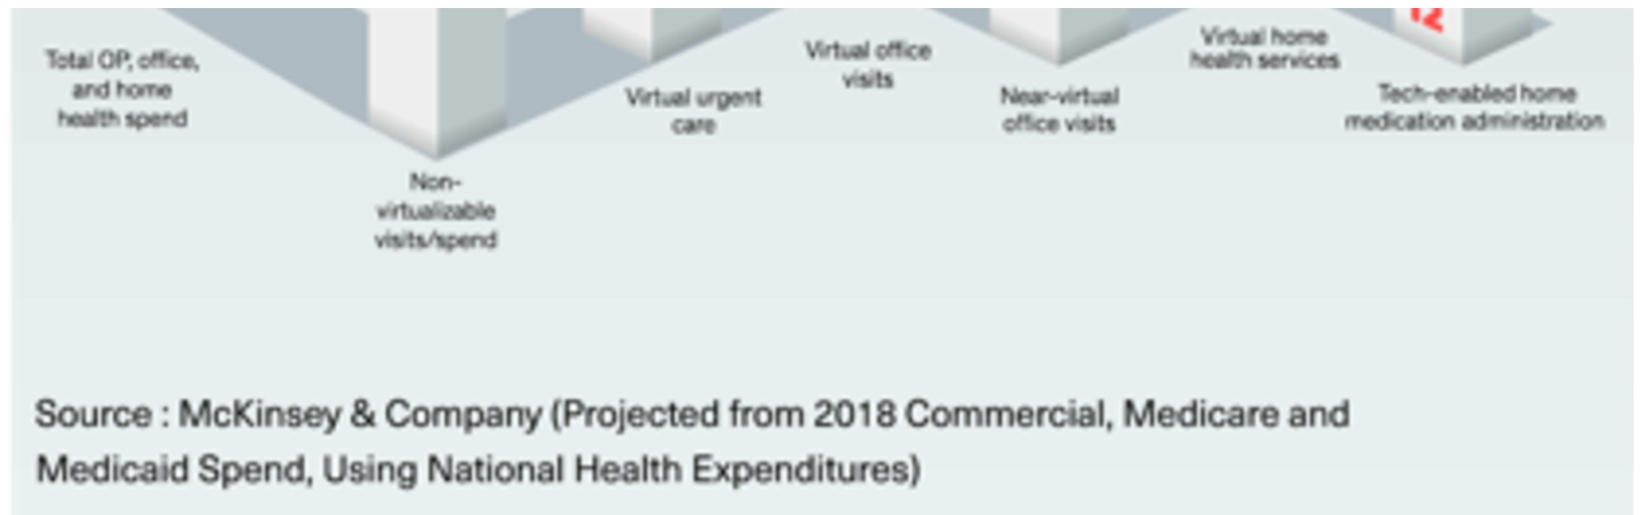 Total OP, office,
and home
health spend
Non-
virtualizable
visits/spend
Virtual urgent
care
Virtual office
visits
Near-virtual
office visits
Virtual home
health services
12
Tech-enabled home
medication administration
Source : McKinsey & Company (Projected from 2018 Commercial, Medicare and
Medicaid Spend, Using National Health Expenditures)